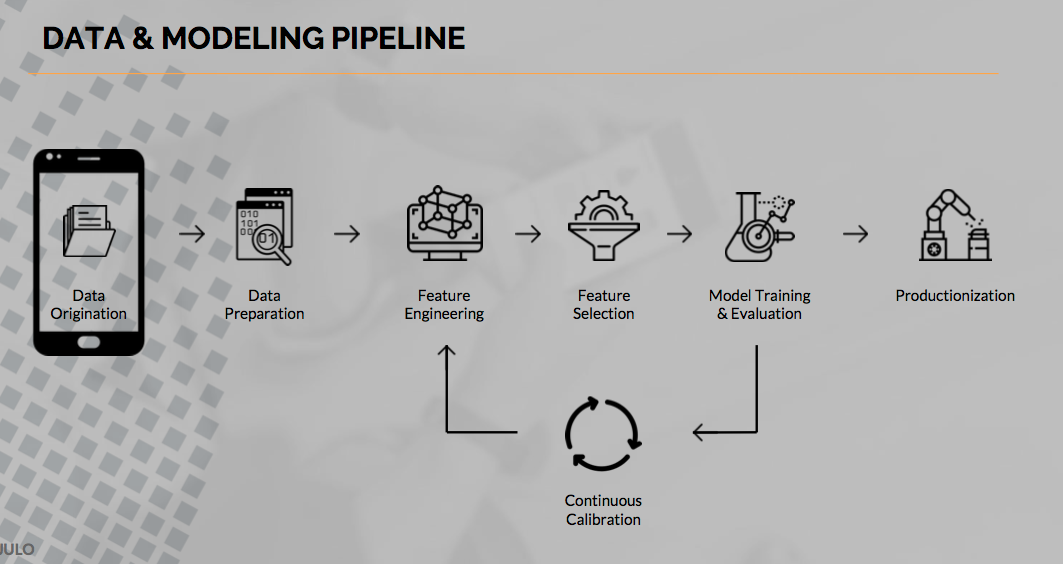 DATA & MODELING PIPELINE
010
101
00
01
Data
Origination
Data
Preparation
Feature
Engineering
Feature
Selection
Model Training
& Evaluation
Productionization
Continuous
Calibration
JULO